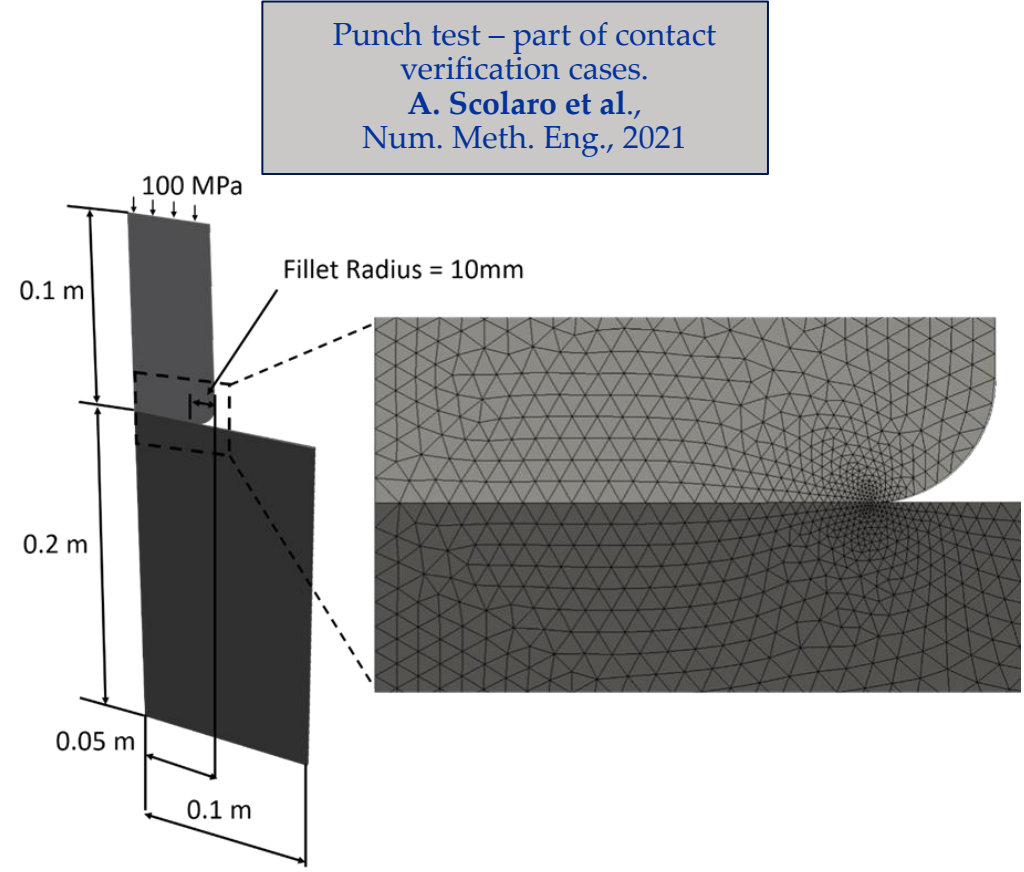 Punch test – part of contact
verification cases.
A. Scolaro et al.,
Num. Meth. Eng., 2021
100 MPa
Fillet Radius = 10mm
0.1 m
0.2 m
0.05 m
0.1 m